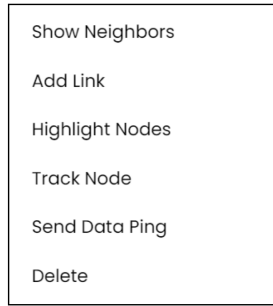 Show Neighbors
Add Link
Highlight Nodes
Track Node
Send Data Ping
Delete